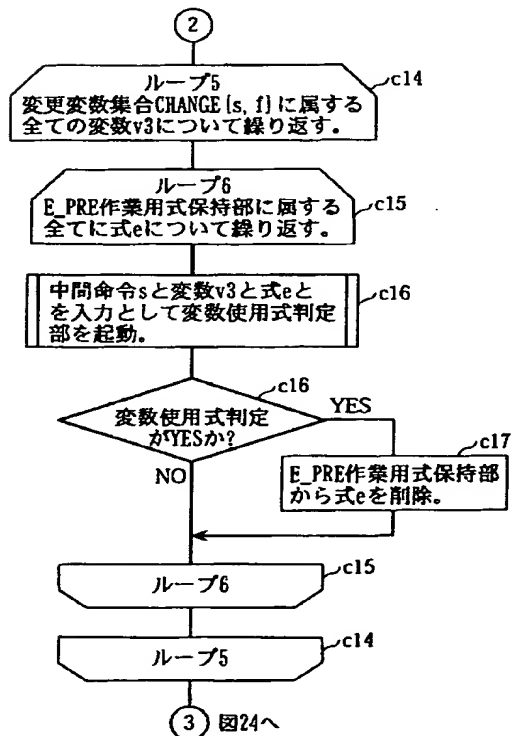 2
ループ5
変更変数集合CHANGE(s, f)に属する
全ての変数v3について繰り返す。
c14
ループ6
E_PRE作業用式保持部に属する
全てに式eについて繰り返す。
c15
中間命令sと変数v3と式eと
を入力として変数使用式判定
部を起動。
c16
c16
変数使用式判定
がYESか?
YES
NO
c17
E_PRE作業用式保持部
から式eを削除。
ループ6
c15
ループ5
c14
3 図24へ